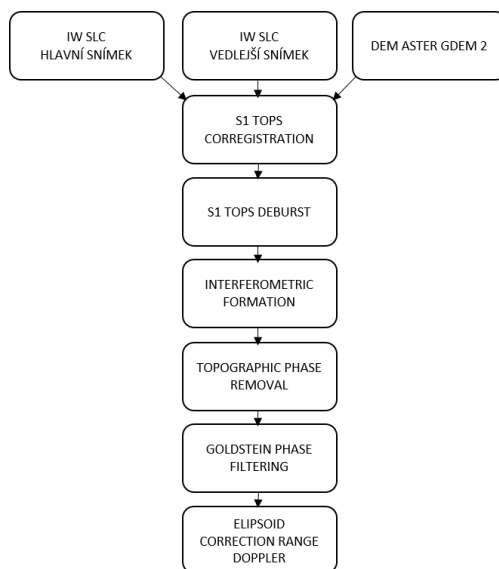 IW SLC
HLAVNÍ SNÍMEK
IW SLC
VEDLEJŠÍ SNÍMEK
DEM ASTER GDEM 2
S1 TOPS
CORREGISTRATION
S1 TOPS DEBURST
INTERFEROMETRIC
FORMATION
TOPOGRAPHIC PHASE
REMOVAL
GOLDSTEIN PHASE
FILTERING
ELIPSOID
CORRECTION RANGE
DOPPLER